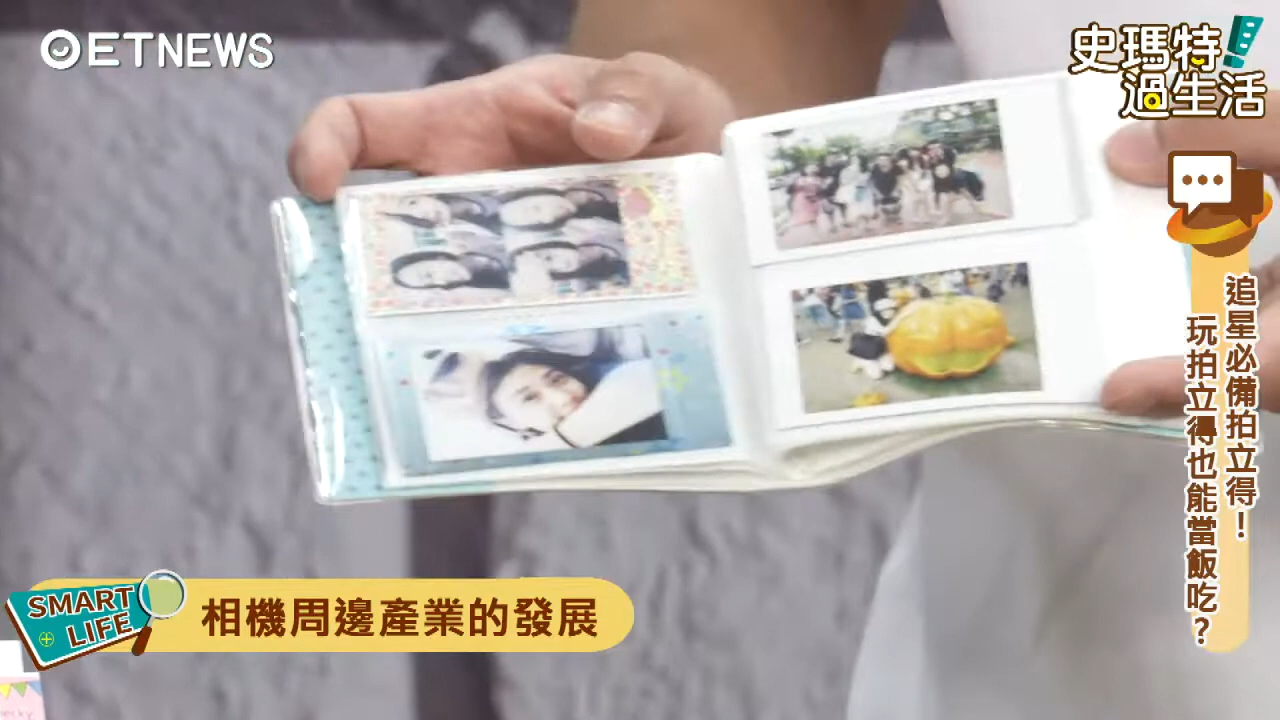 ETNEWS
史瑪特!
過生活
追星必備拍立得!
玩拍立得也能當飯吃?
SMART
LIFE
相機周邊產業的發展